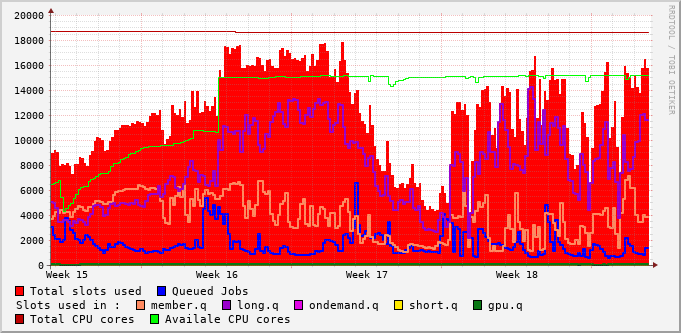 20000
18000
16000
14000
12000
10000
8000
6000
4000
2000
0
Week 15 Week 16 Week 17 Week 18
Total slots used Queued Jobs
Slots used in : member.q long.q ondemand.q short.q gpu.q
Total CPU cores Availale CPU cores
RRDTOOL / TOBI OETIKER